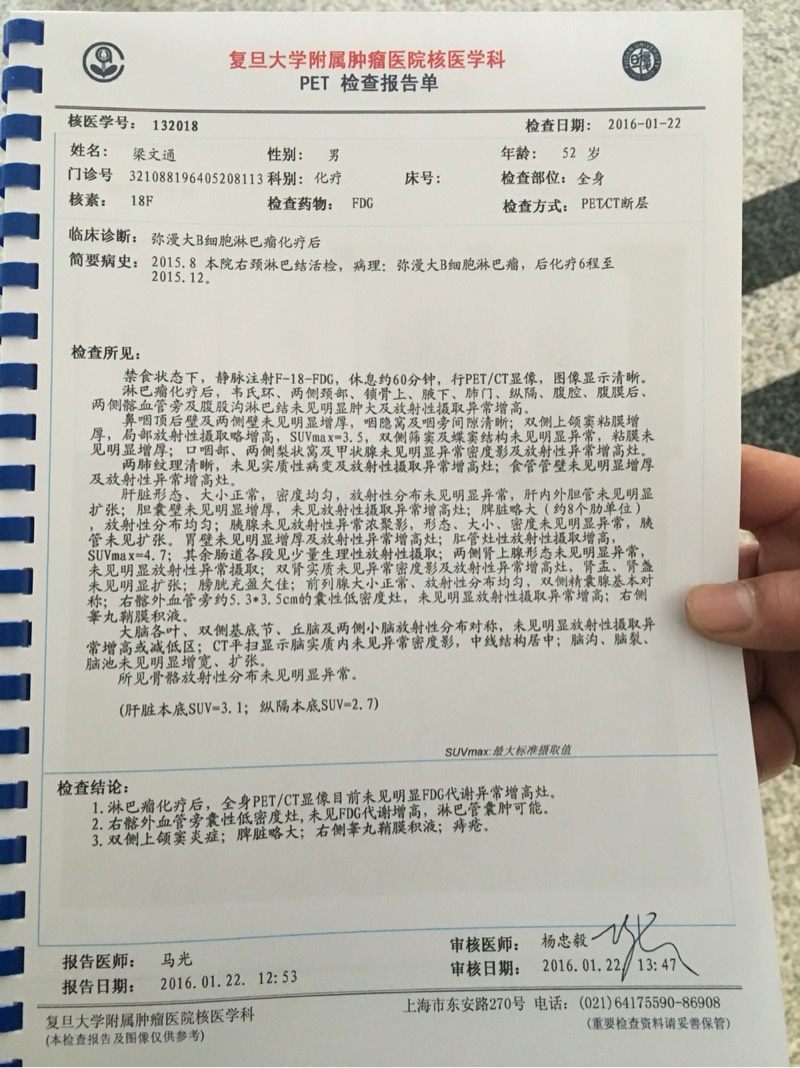 复旦大学附属肿瘤医院核医学科
PET 检查报告单
核医学号: 132018 检查日期: 2016-01-22
姓名: 梁文通 性别: 男 年龄: 52 岁
门诊号 321088196405208113 科别: 化疗 床号: 检查部位: 全身
核素: 18F 检查药物: FDG 检查方式: PET/CT断层
临床诊断: 弥漫大B细胞淋巴瘤化疗后
简要病史: 2015.8 本院右颈淋巴结活检, 病理: 弥漫大B细胞淋巴瘤, 后化疗6程至
2015.12。
检查所见:
禁食状态下, 静脉注射F-18-FDG, 休息约60分钟, 行PET/CT显像, 图像显示清晰。
淋巴瘤化疗后, 韦氏环、两侧颈部、锁骨上、腋下、肺门、纵隔、腹腔、腹膜后、
两侧髂血管旁及腹股沟淋巴结未见明显肿大及放射性摄取异常增高。
鼻咽顶后壁及两侧壁未见明显增厚, 咽隐窝及咽旁间隙清晰; 双侧上颌窦粘膜增
厚, 局部放射性摄取略增高, SUVmax=3.5, 双侧筛窦及蝶窦结构未见明显异常, 粘膜未
见明显增厚; 口咽部、两侧梨状窝及甲状腺未见明显异常密度影及放射性异常增高灶。
两肺纹理清晰, 未见实质性病变及放射性摄取异常增高灶; 食管管壁未见明显增厚
及放射性异常增高灶。
肝脏形态、大小正常, 密度均匀, 放射性分布未见明显异常, 肝内外胆管未见明显
扩张; 胆囊壁未见明显增厚, 未见放射性摄取异常增高灶; 脾脏略大 (约8个肋单位)
, 放射性分布均匀; 胰腺未见放射性异常浓聚影, 形态、大小、密度未见明显异常, 胰
管未见扩张。胃壁未见明显增厚及放射性异常增高灶; 肛管灶性放射性摄取增高,
SUVmax=4.7; 其余肠道各段见少量生理性放射性摄取; 两侧肾上腺形态未见明显异常,
未见明显放射性异常摄取; 双肾实质未见异常密度影及放射性异常增高灶, 肾盂、肾盏
未见明显扩张; 膀胱充盈欠佳; 前列腺大小正常、放射性分布均匀, 双侧精囊腺基本对
称; 右髂外血管旁约5.3*3.5cm的囊性低密度灶, 未见明显放射性摄取异常增高; 右侧
睾丸鞘膜积液。
大脑各叶、双侧基底节、丘脑及两侧小脑放射性分布对称, 未见明显放射性摄取异
常增高或减低区; CT平扫显示脑实质内未见异常密度影, 中线结构居中; 脑沟、脑裂、
脑池未见明显增宽、扩张。
所见骨骼放射性分布未见明显异常。
(肝脏本底SUV=3.1; 纵隔本底SUV=2.7)
SUVmax:最大标准摄取值
检查结论:
1. 淋巴瘤化疗后, 全身PET/CT显像目前未见明显FDG代谢异常增高灶。
2. 右髂外血管旁囊性低密度灶, 未见FDG代谢增高, 淋巴管囊肿可能。
3. 双侧上颌窦炎症; 脾脏略大; 右侧睾丸鞘膜积液; 痔疮。
报告医师: 马光 审核医师: 杨忠毅
报告日期: 2016.01.22. 12:53 审核日期: 2016.01.22 13:47
复旦大学附属肿瘤医院核医学科 上海市东安路270号 电话: (021)64175590-86908
(本检查报告及图像仅供参考) (重要检查资料请妥善保管)